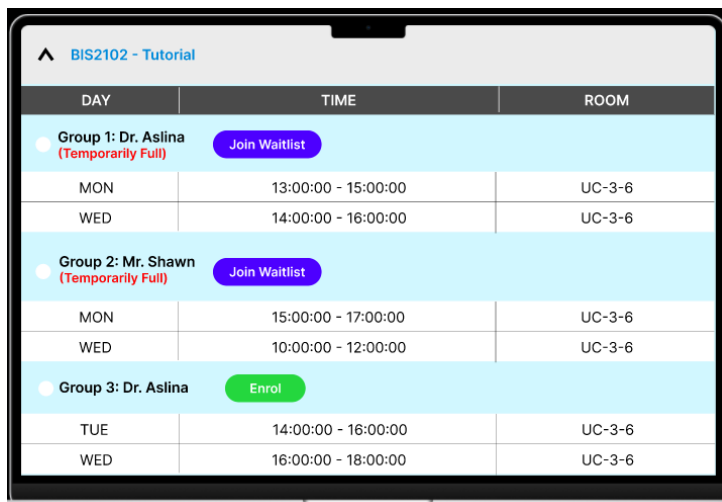 BIS2102 - Tutorial
DAY TIME ROOM
Group 1: Dr. Aslina
(Temporarily Full)
Join Waitlist
MON 13:00:00 - 15:00:00 UC-3-6
WED 14:00:00 - 16:00:00 UC-3-6
Group 2: Mr. Shawn
(Temporarily Full)
Join Waitlist
MON 15:00:00 - 17:00:00 UC-3-6
WED 10:00:00 - 12:00:00 UC-3-6
Group 3: Dr. Aslina Enrol
TUE 14:00:00 - 16:00:00 UC-3-6
WED 16:00:00 - 18:00:00 UC-3-6